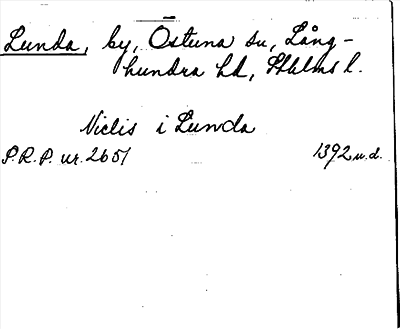 Lunda, by, Östuna sn, Lång-
hundra hd, Sthlms l.
Niclis i Lunda
S.R.P. nr. 2651 1392 u.d.